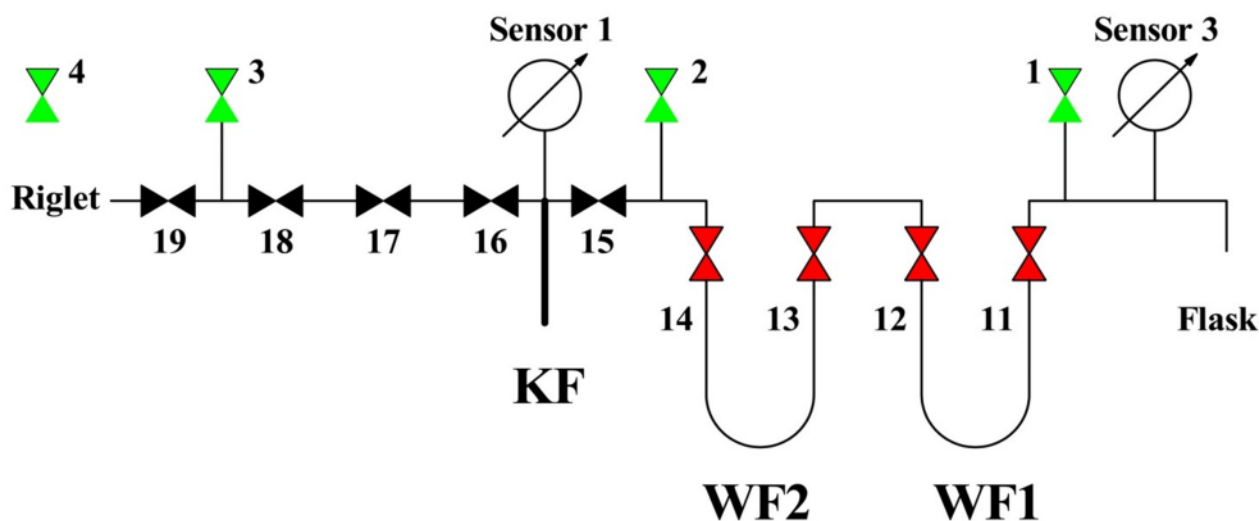 Sensor 1
Sensor 3
4
3
2
1
Riglet
19
18
17
16
15
14
13
12
11
Flask
KF
WF2
WF1